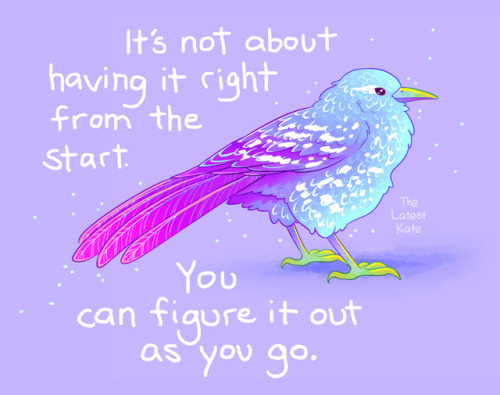 It's not about
having it right
from the
start.
The
Latest
Kate
You
can figure it out
as you go.